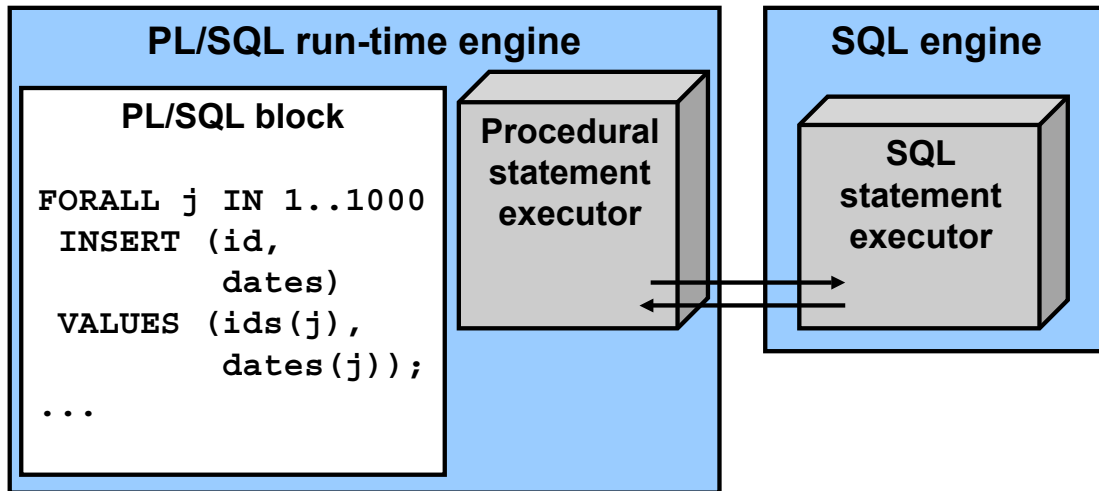 PL/SQL run-time engine
PL/SQL block
FORALL j IN 1..1000
 INSERT (id,
         dates)
 VALUES (ids(j),
         dates(j));
...
Procedural
statement
executor
SQL engine
SQL
statement
executor